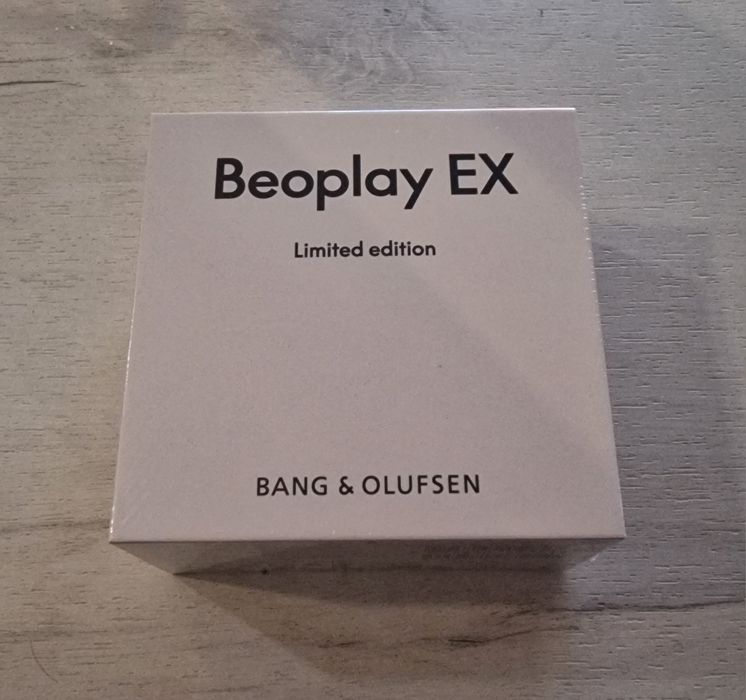 Beoplay EX
Limited edition
BANG & OLUFSEN